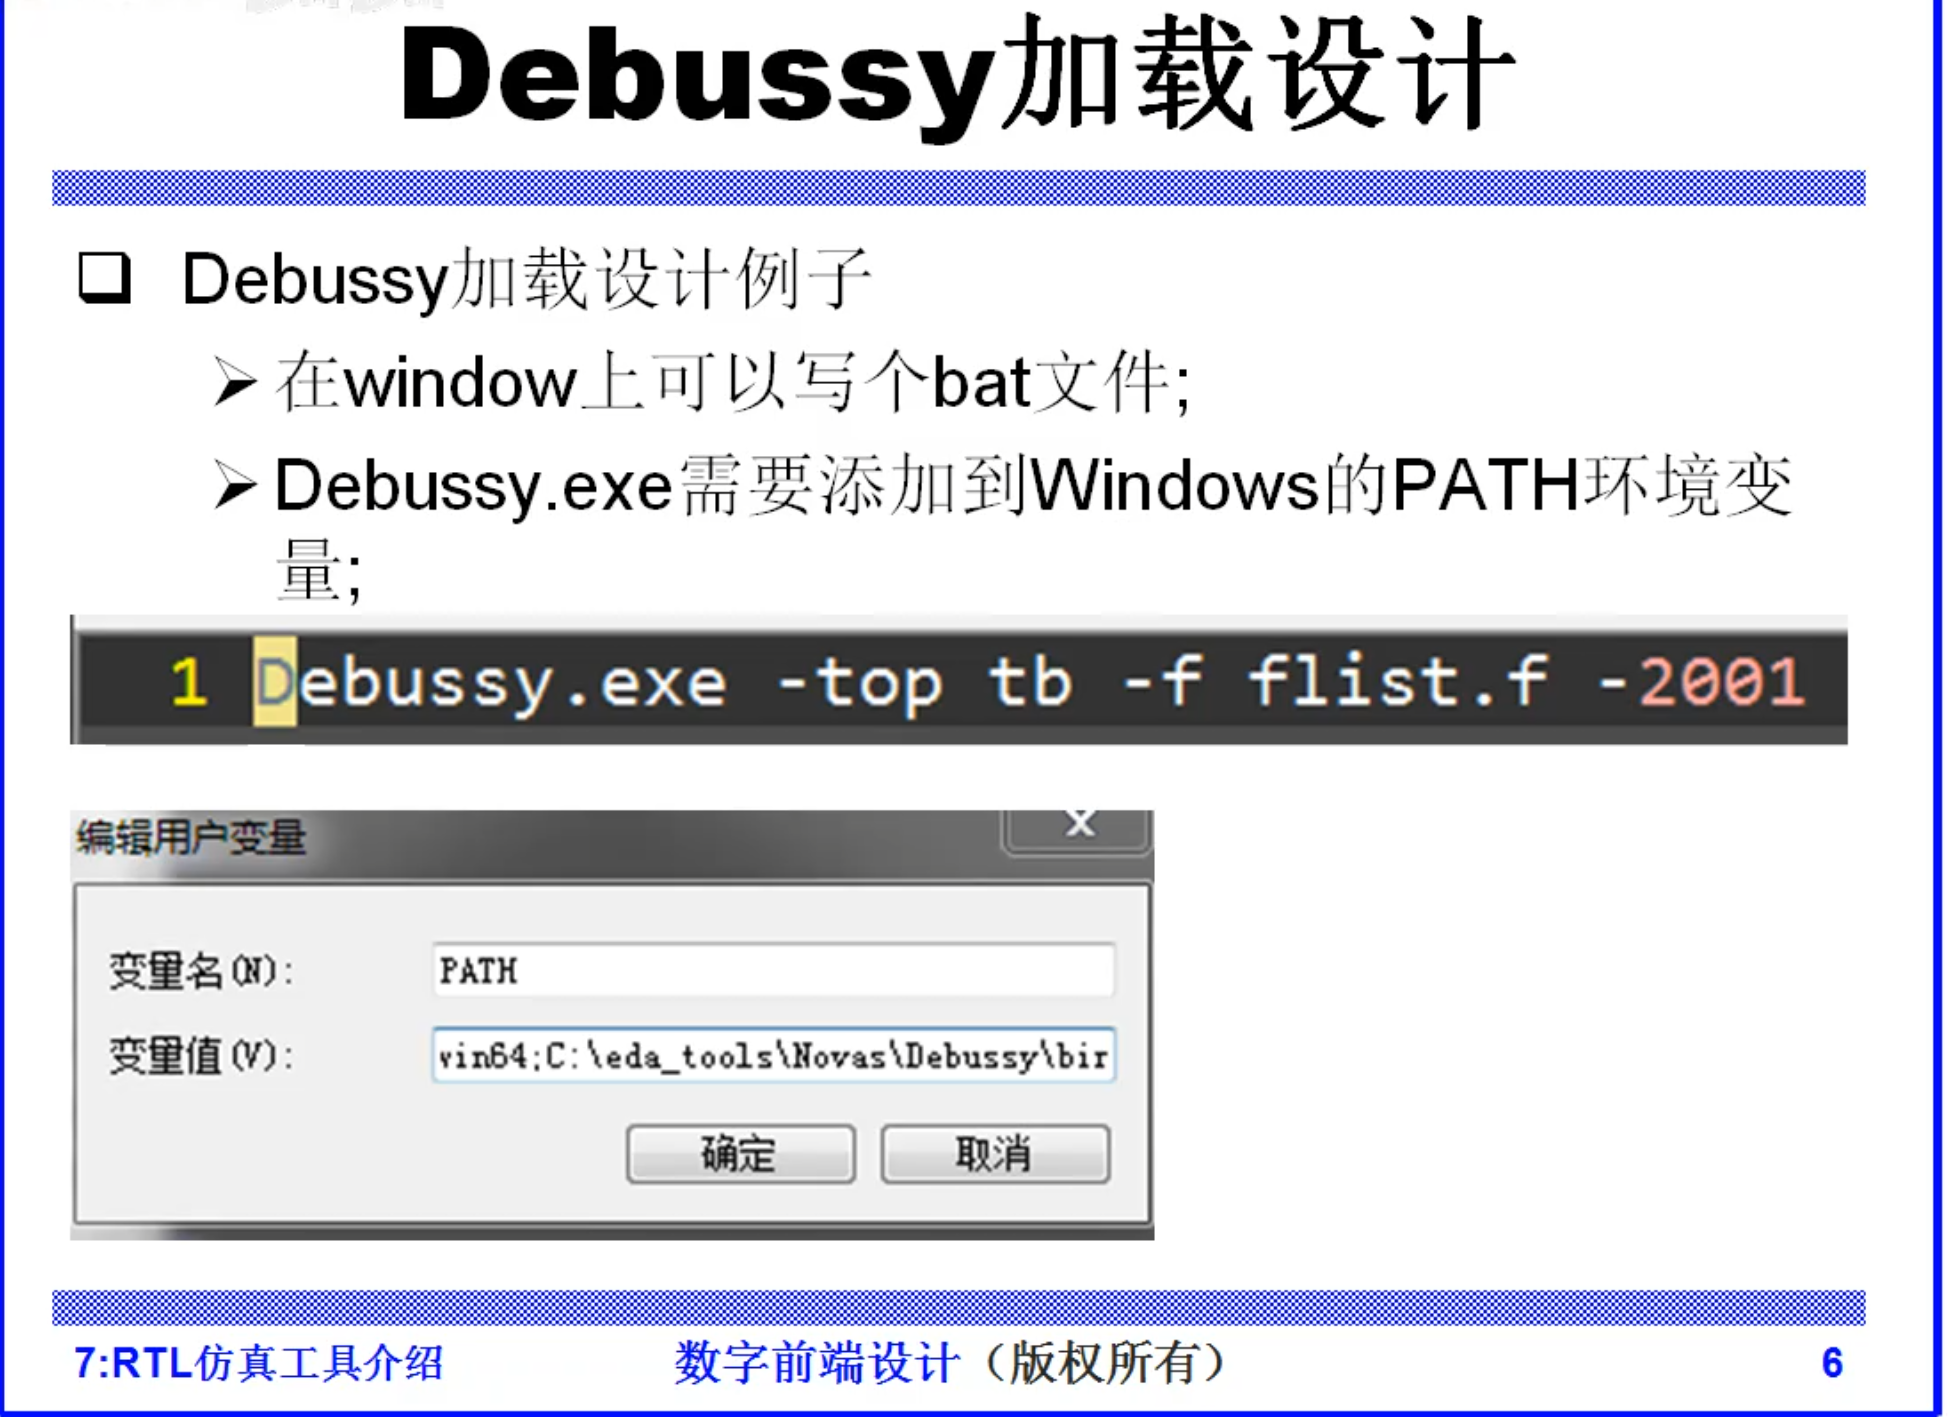 Debussy加载设计
Debussy加载设计例子
在window上可以写个bat文件;
Debussy.exe需要添加到Windows的PATH环境变
量;
1 Debussy.exe -top tb -f flist.f -2001
编辑用户变量 X
变量名(N): PATH
变量值(V): vin64;C:\eda_tools\Novas\Debussy\bir
确定 取消
7:RTL仿真工具介绍 数字前端设计（版权所有） 6